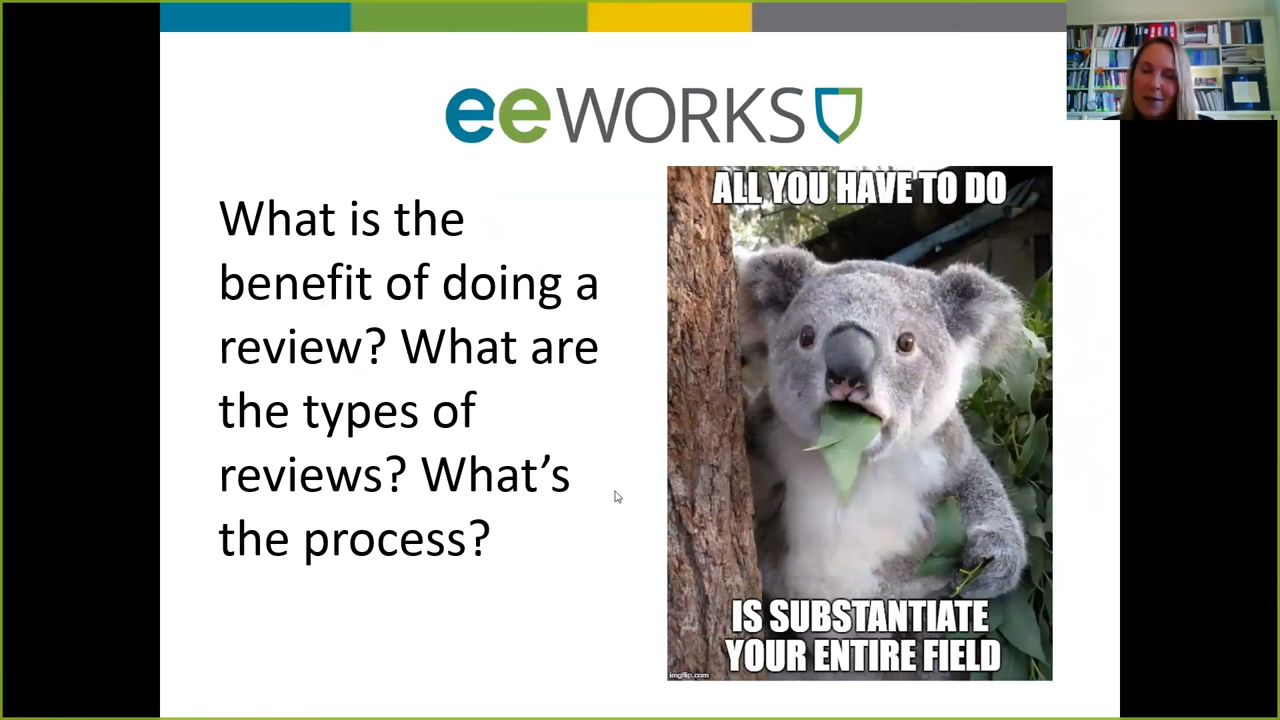 eeWORKS
What is the
benefit of doing a
review? What are
the types of
reviews? What's
the process?
ALL YOU HAVE TO DO
IS SUBSTANTIATE
YOUR ENTIRE FIELD
imgflip.com